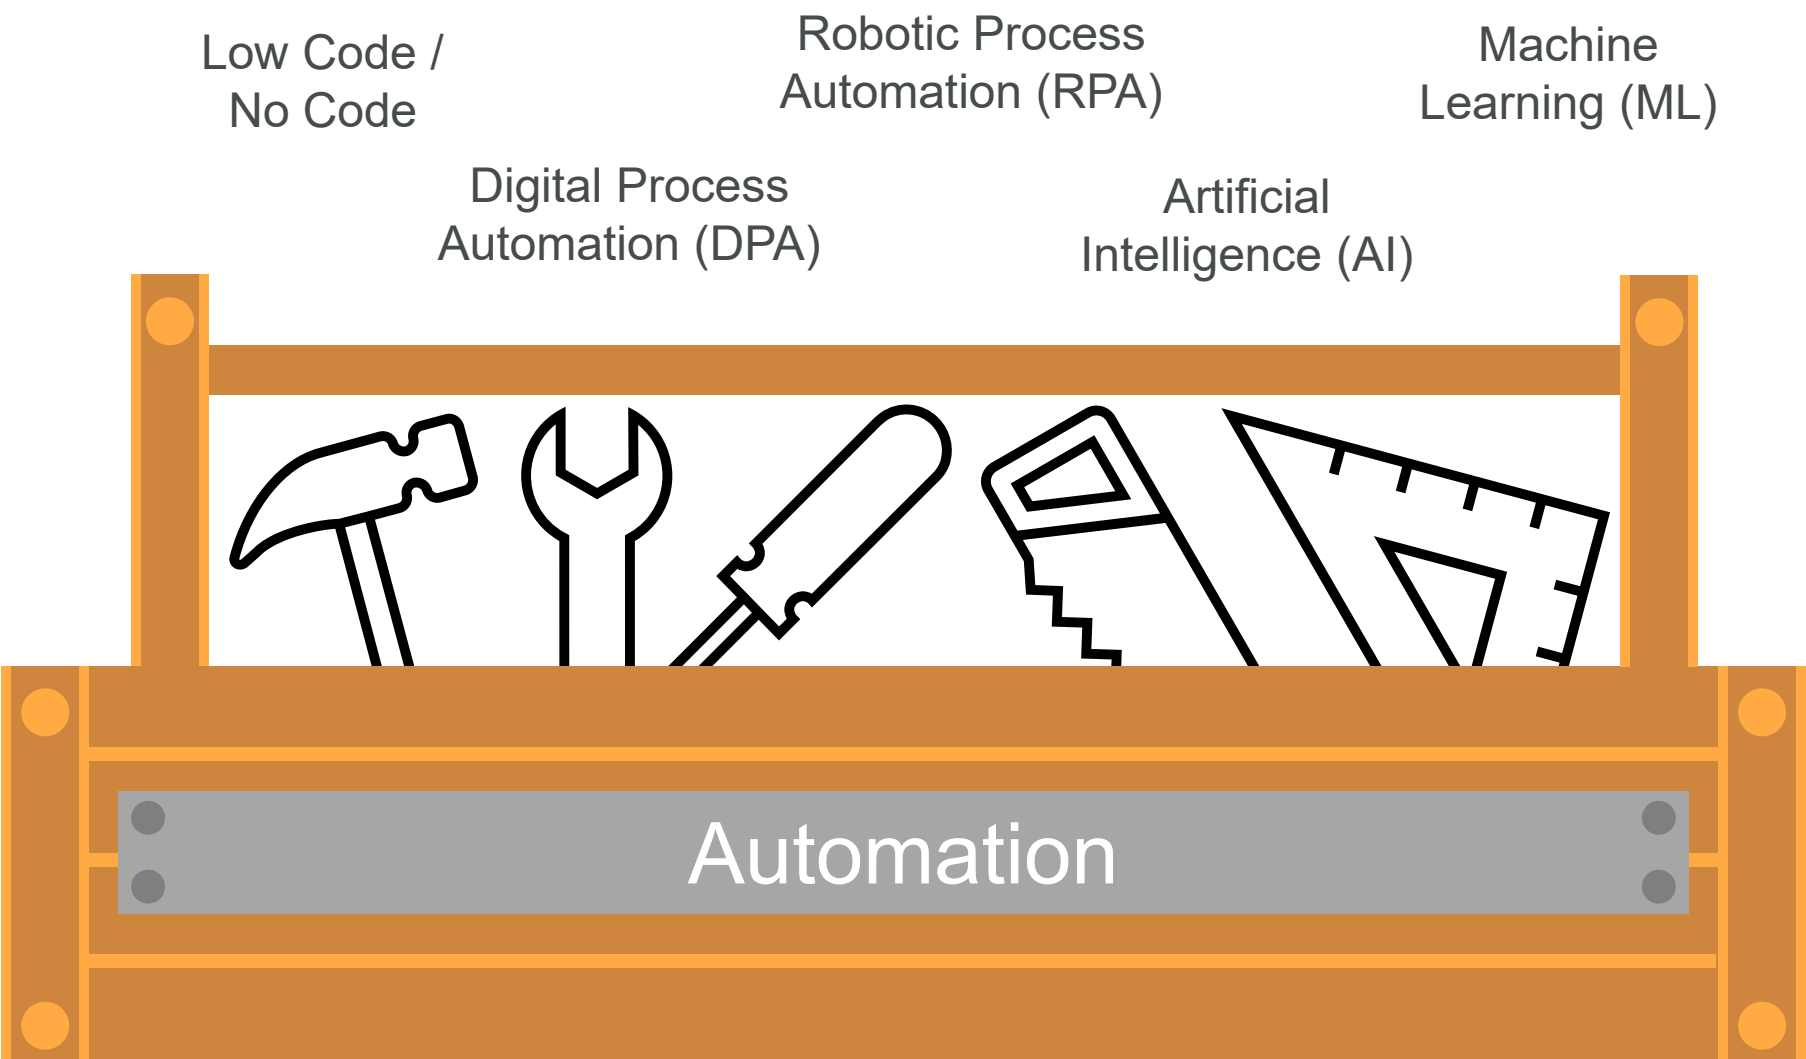 Low Code /
No Code
Digital Process
Automation (DPA)
Robotic Process
Automation (RPA)
Artificial
Intelligence (AI)
Machine
Learning (ML)
Automation